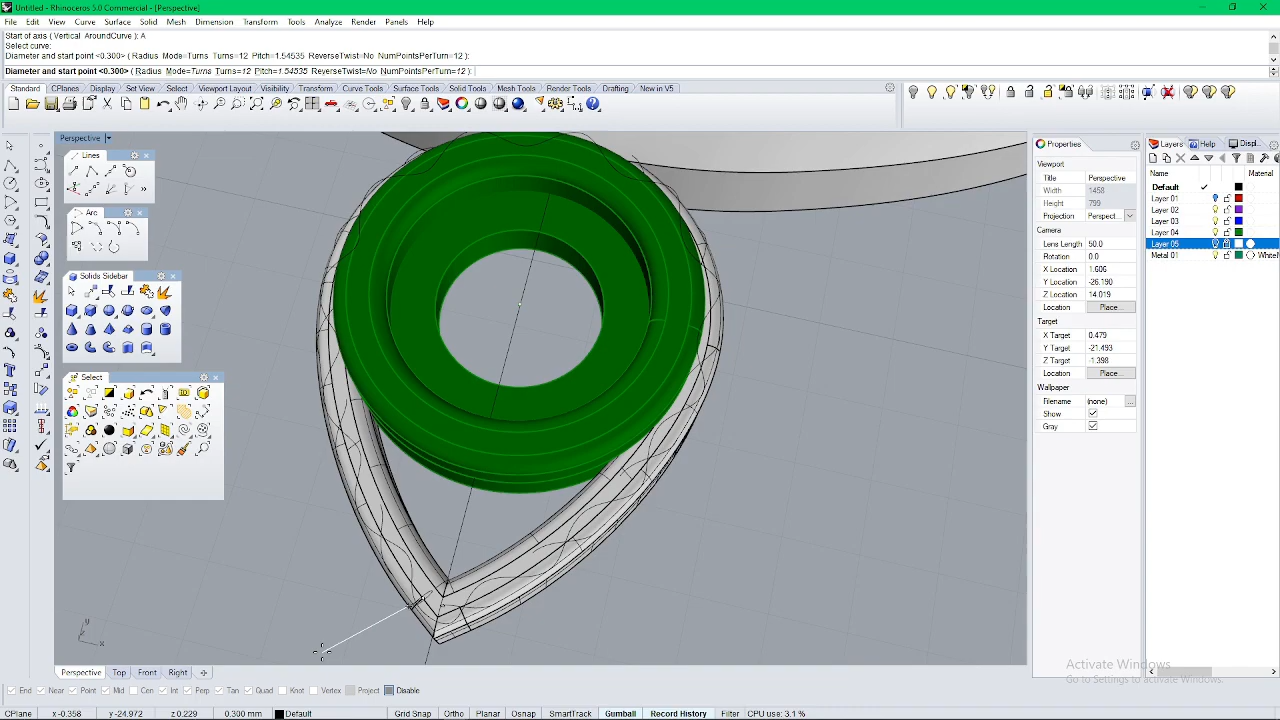 Untitled - Rhinoceros 5.0 Commercial - [Perspective]
File Edit View Curve Surface Solid Mesh Dimension Transform Tools Analyze Render Panels Help
Start of axis ( Vertical AroundCurve ): A
Select curve:
Diameter and start point <0.300> ( Radius Mode=Turns Turns=12 Pitch=1.54535 ReverseTwist=No NumPointsPerTurn=12 ):
Diameter and start point <0.300> ( Radius Mode=Turns Turns=12 Pitch=1.54535 ReverseTwist=No NumPointsPerTurn=12 ):
Standard CPlanes Display Set View Select Viewport Layout Visibility Transform Curve Tools Surface Tools Solid Tools Mesh Tools Render Tools Drafting New in V5
Perspective
Lines
Arc
Solids Sidebar
Select
Properties
Viewport
Title Perspective
Width 1458
Height 799
Projection Perspect...
Camera
Lens Length 50.0
Rotation 0.0
X Location 1.606
Y Location -26.190
Z Location 14.019
Location Place...
Target
X Target 0.479
Y Target -21.493
Z Target -1.398
Location Place...
Wallpaper
Filename (none) ...
Show
Gray
Layers Help Displ...
Name Material
Default
Layer 01
Layer 02
Layer 03
Layer 04
Layer 05
Metal 01 White
y
x
Activate Windows
Go to Settings to activate Windows.
Perspective Top Front Right
End Near Point Mid Cen Int Perp Tan Quad Knot Vertex Project Disable
CPlane x -0.358 y -24.972 z 0.229 0.300 mm Default Grid Snap Ortho Planar Osnap SmartTrack Gumball Record History Filter CPU use: 3.1 %